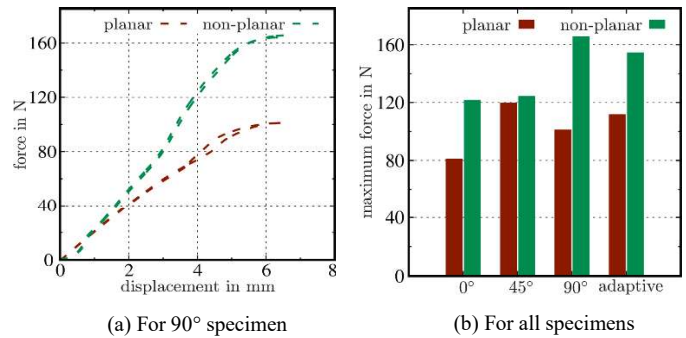 planar non-planar
160
120
80
40
0
0 2 4 6 8
force in N
displacement in mm
(a) For 90° specimen
planar non-planar
160
120
80
40
0
0° 45° 90° adaptive
maximum force in N
(b) For all specimens